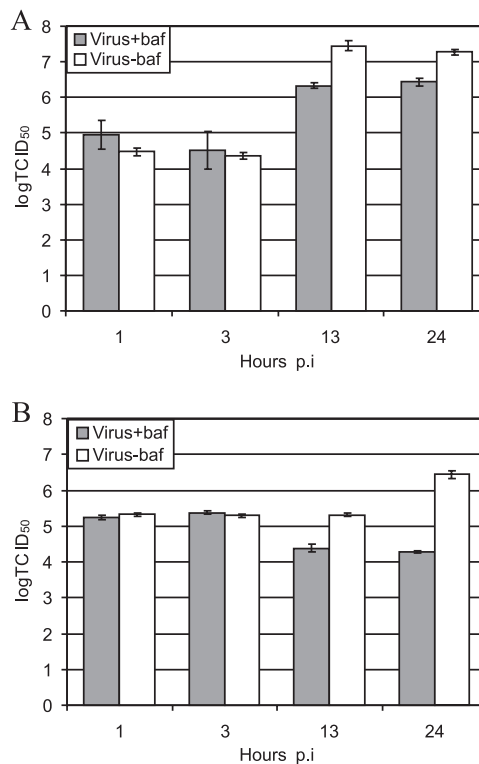 A
8
7
6
5
4
3
2
1
0
logTCID50
Virus+baf
Virus-baf
1 3 13 24
Hours p.i
B
8
7
6
5
4
3
2
1
0
logTCID50
Virus+baf
Virus-baf
1 3 13 24
Hours p.i